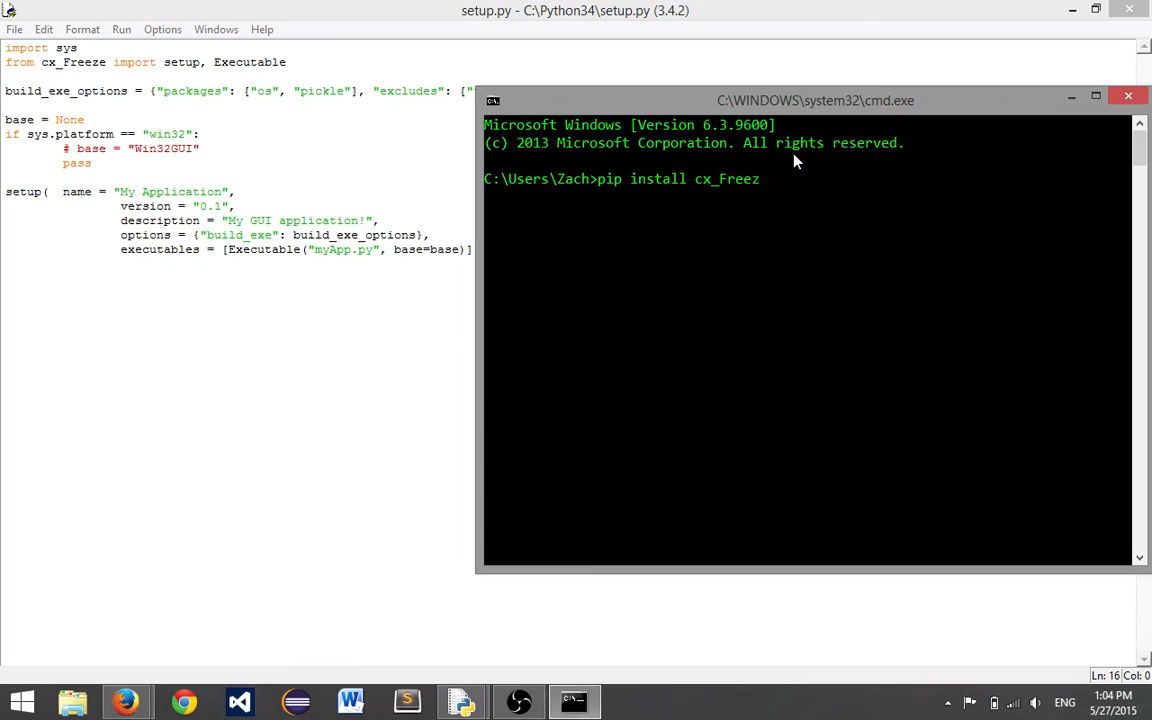 setup.py - C:\Python34\setup.py (3.4.2)
File Edit Format Run Options Windows Help
import sys
from cx_Freeze import setup, Executable
build_exe_options = {"packages": ["os", "pickle"], "excludes": ["
base = None
if sys.platform == "win32":
# base = "Win32GUI"
pass
setup( name = "My Application",
version = "0.1",
description = "My GUI application!",
options = {"build_exe": build_exe_options},
executables = [Executable("myApp.py", base=base)]
C:\WINDOWS\system32\cmd.exe
Microsoft Windows [Version 6.3.9600]
(c) 2013 Microsoft Corporation. All rights reserved.
C:\Users\Zach>pip install cx_Freez
Ln: 16 Col: 0
ENG
1:04 PM
5/27/2015